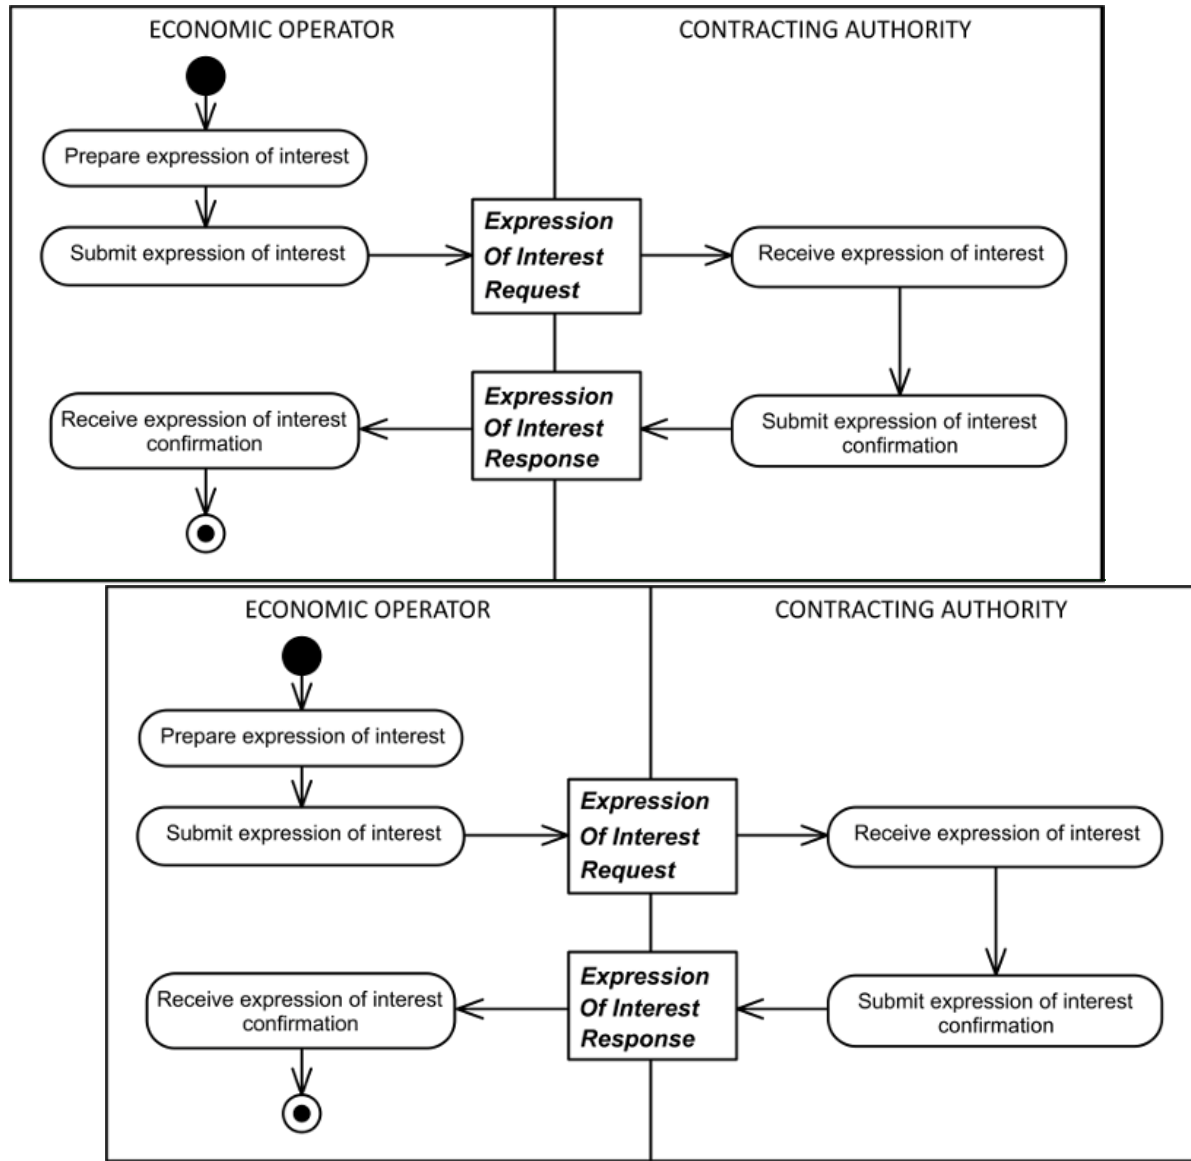 ECONOMIC OPERATOR
CONTRACTING AUTHORITY
Prepare expression of interest
Submit expression of interest
Expression
Of Interest
Request
Receive expression of interest
Receive expression of interest
confirmation
Expression
Of Interest
Response
Submit expression of interest
confirmation
ECONOMIC OPERATOR
CONTRACTING AUTHORITY
Prepare expression of interest
Submit expression of interest
Expression
Of Interest
Request
Receive expression of interest
Receive expression of interest
confirmation
Expression
Of Interest
Response
Submit expression of interest
confirmation